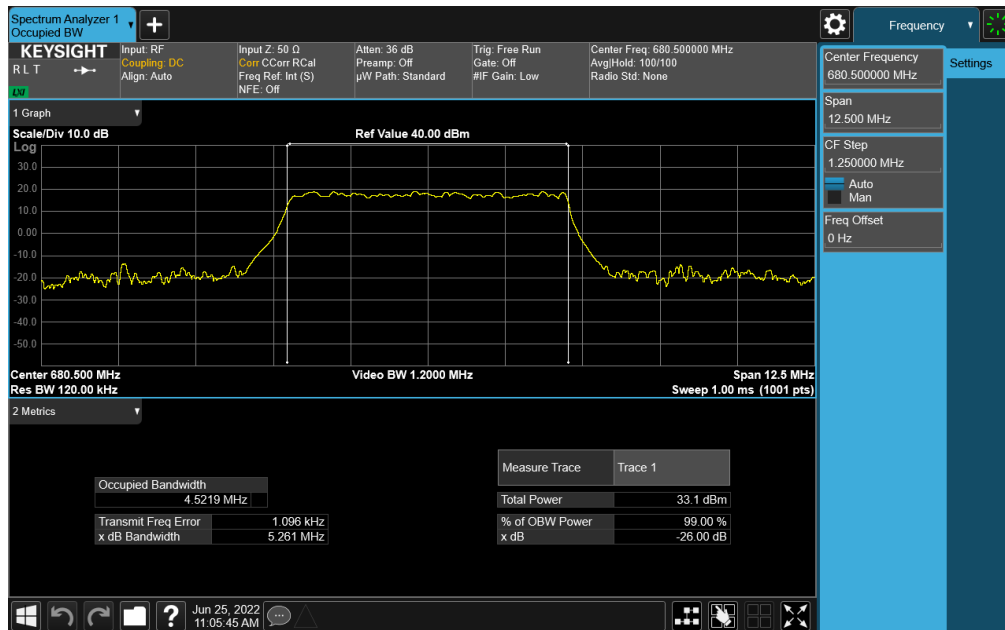 Spectrum Analyzer 1
Occupied BW
Frequency
KEYSIGHT
R L T
LXI
Input: RF
Coupling: DC
Align: Auto
Input Z: 50 Ω
Corr CCorr RCal
Freq Ref: Int (S)
NFE: Off
Atten: 36 dB
Preamp: Off
µW Path: Standard
Trig: Free Run
Gate: Off
#IF Gain: Low
Center Freq: 680.500000 MHz
Avg|Hold: 100/100
Radio Std: None
Center Frequency
680.500000 MHz
Settings
Span
12.500 MHz
CF Step
1.250000 MHz
Auto
Man
Freq Offset
0 Hz
1 Graph
Scale/Div 10.0 dB
Ref Value 40.00 dBm
Log
30.0
20.0
10.0
0.00
-10.0
-20.0
-30.0
-40.0
-50.0
Center 680.500 MHz
Video BW 1.2000 MHz
Span 12.5 MHz
Res BW 120.00 kHz
Sweep 1.00 ms (1001 pts)
2 Metrics
Measure Trace
Trace 1
Occupied Bandwidth
4.5219 MHz
Total Power
33.1 dBm
Transmit Freq Error
1.096 kHz
% of OBW Power
99.00 %
x dB Bandwidth
5.261 MHz
x dB
-26.00 dB
?
Jun 25, 2022
11:05:45 AM